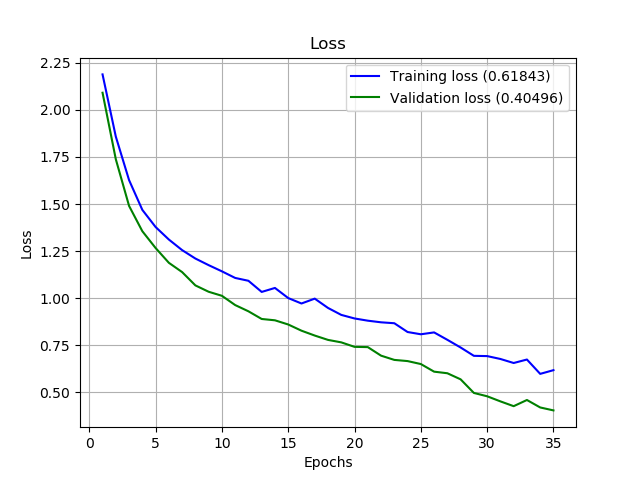 Loss
Training loss (0.61843)
Validation loss (0.40496)
2.25
2.00
1.75
1.50
1.25
1.00
0.75
0.50
Loss
0 5 10 15 20 25 30 35
Epochs